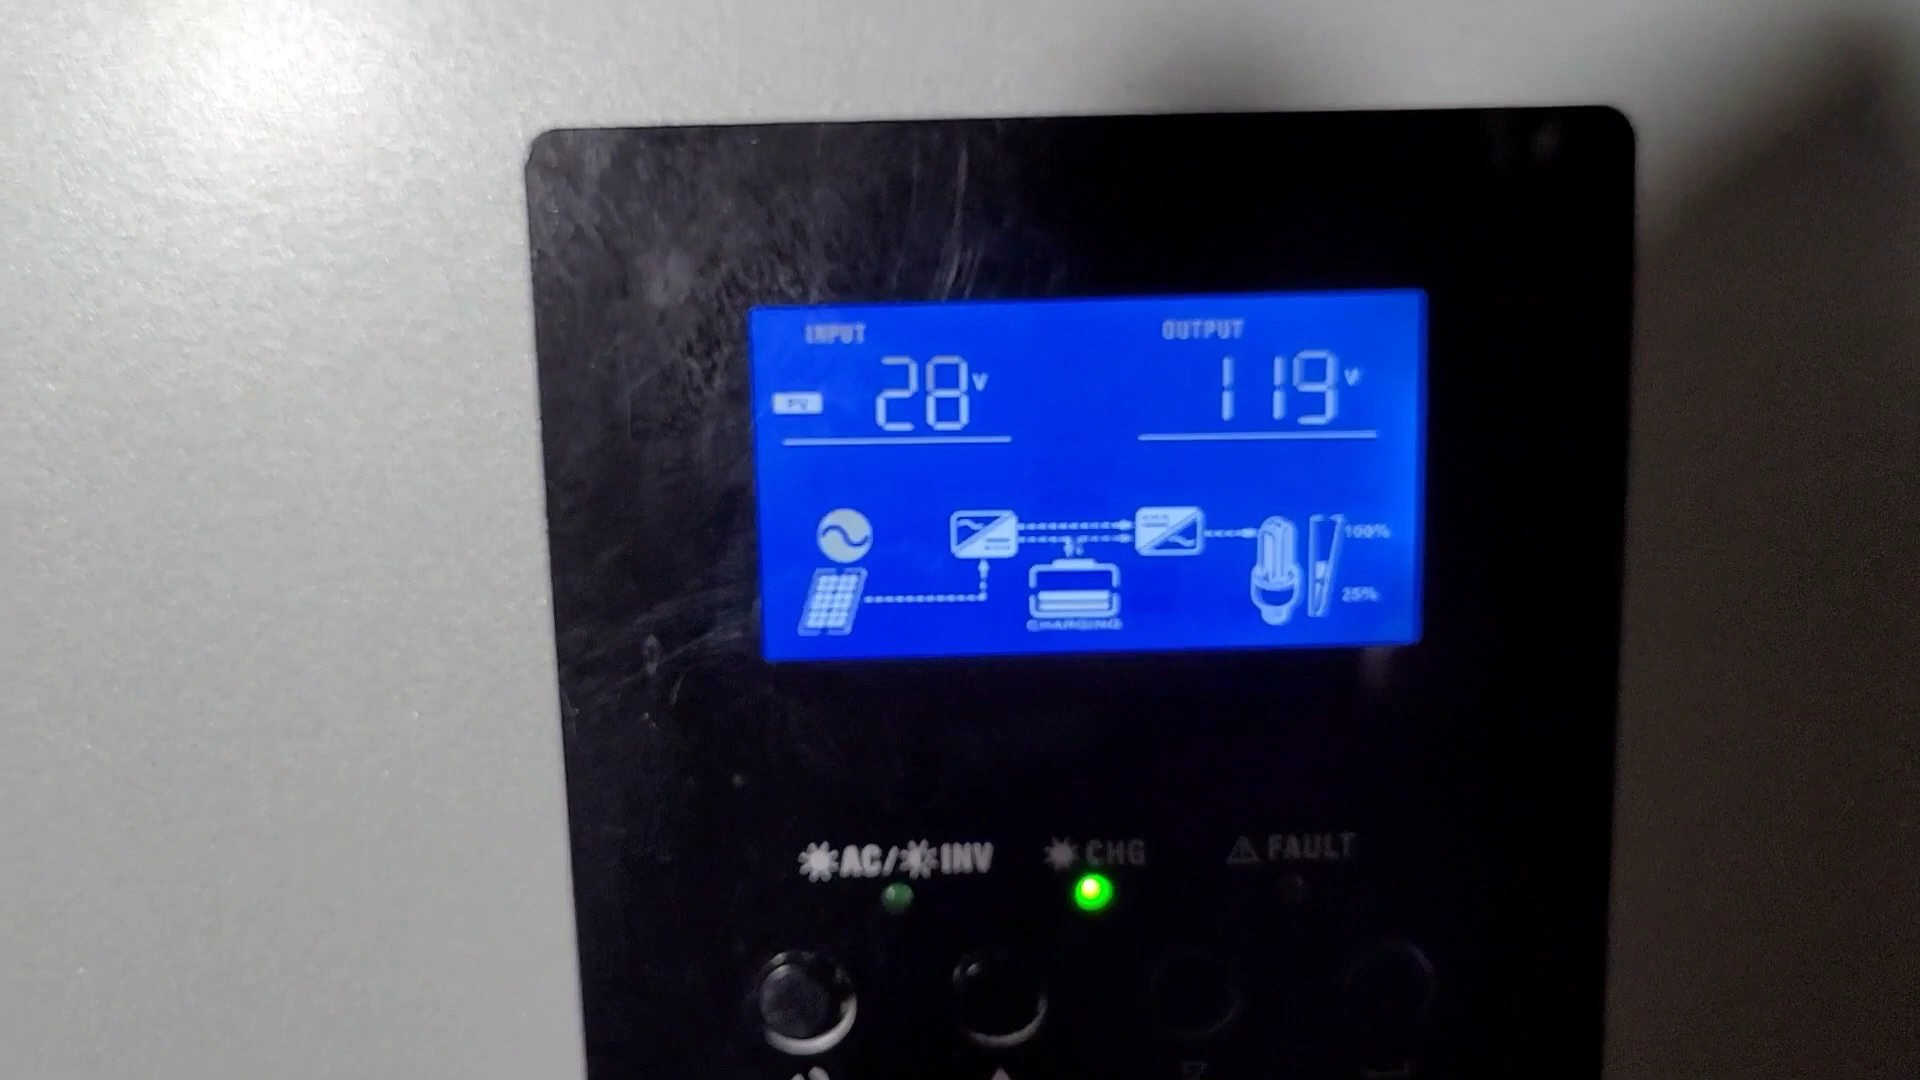 INPUT OUTPUT
PV 28V 119V
100%
25%
CHARGING
AC/INV CHG FAULT